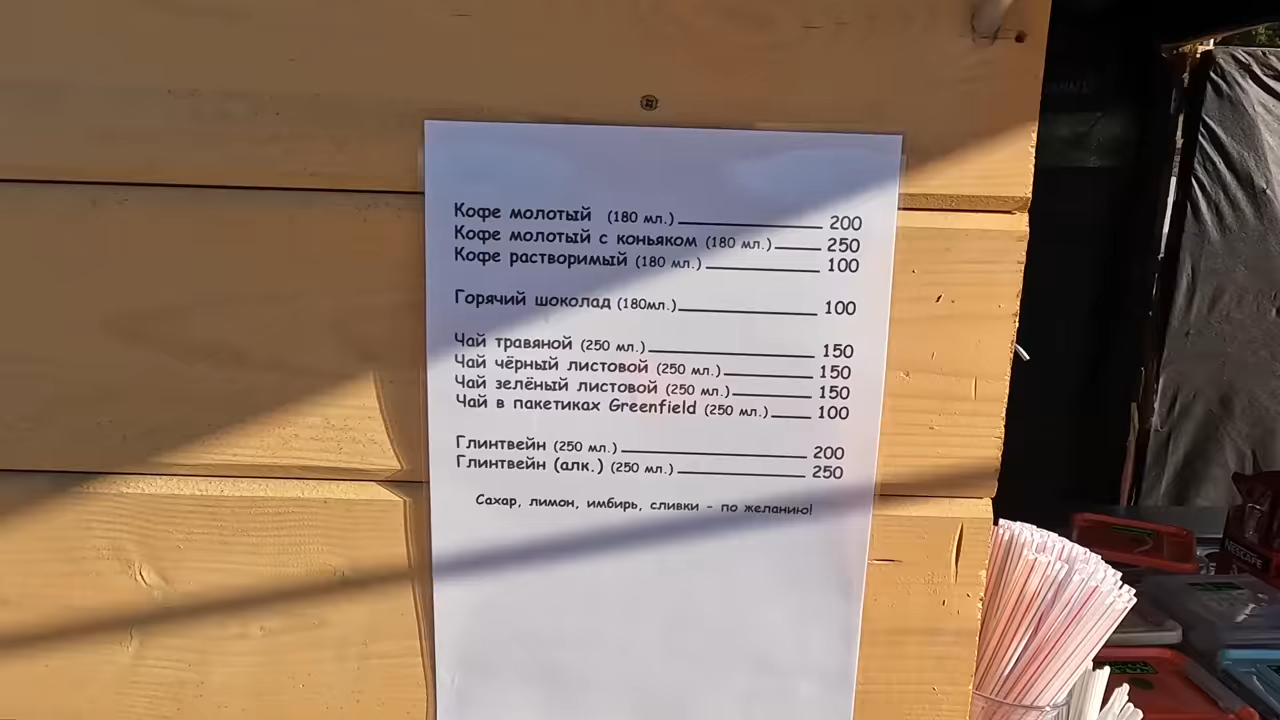 Кофе молотый (180 мл.) 200
Кофе молотый с коньяком (180 мл.) 250
Кофе растворимый (180 мл.) 100
Горячий шоколад (180мл.) 100
Чай травяной (250 мл.) 150
Чай чёрный листовой (250 мл.) 150
Чай зелёный листовой (250 мл.) 150
Чай в пакетиках Greenfield (250 мл.) 100
Глинтвейн (250 мл.) 200
Глинтвейн (алк.) (250 мл.) 250
Сахар, лимон, имбирь, сливки - по желанию!
NESCAFE